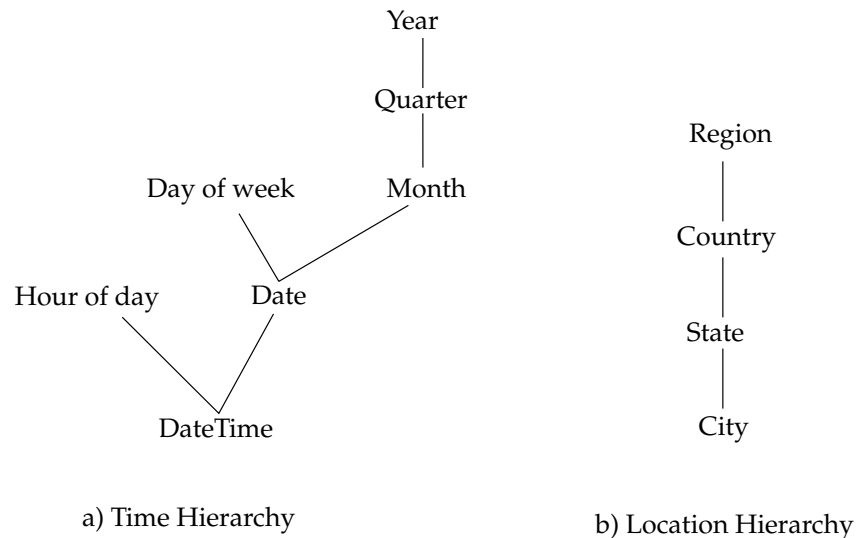 Year
Quarter
Day of week
Month
Hour of day
Date
DateTime
a) Time Hierarchy
Region
Country
State
City
b) Location Hierarchy